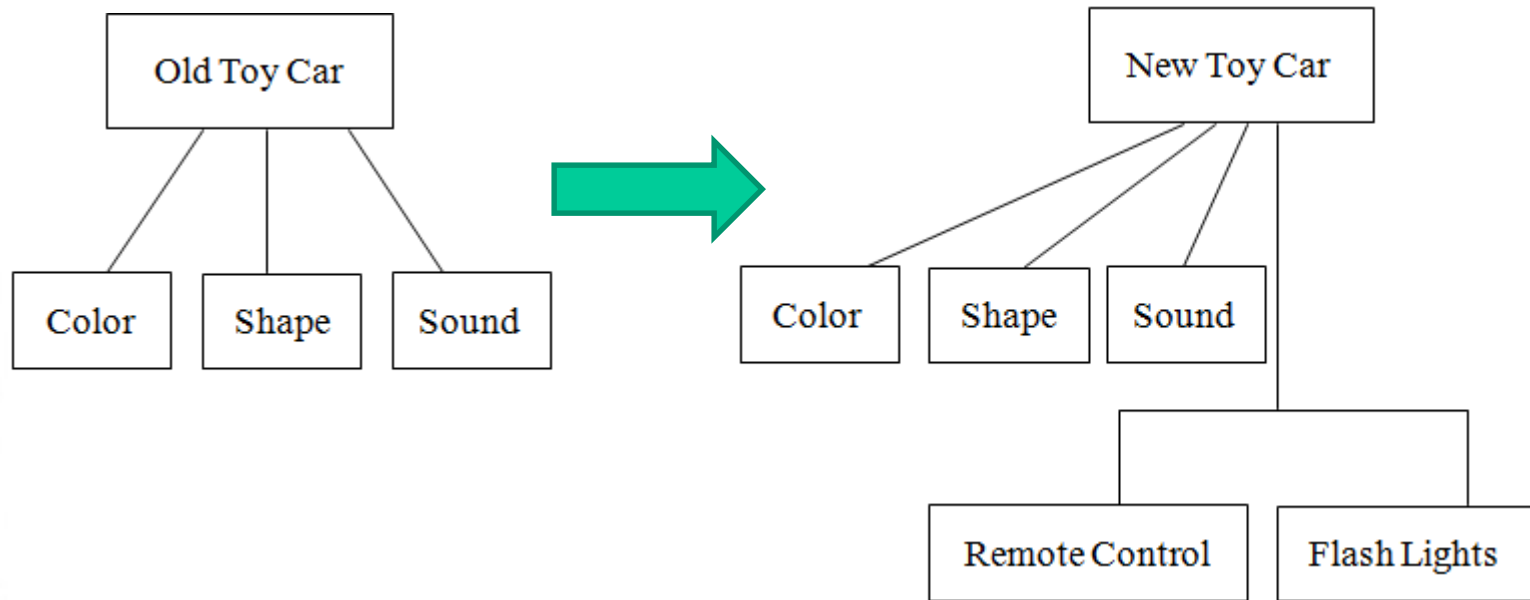 Old Toy Car
New Toy Car
Color
Shape
Sound
Color
Shape
Sound
Remote Control
Flash Lights